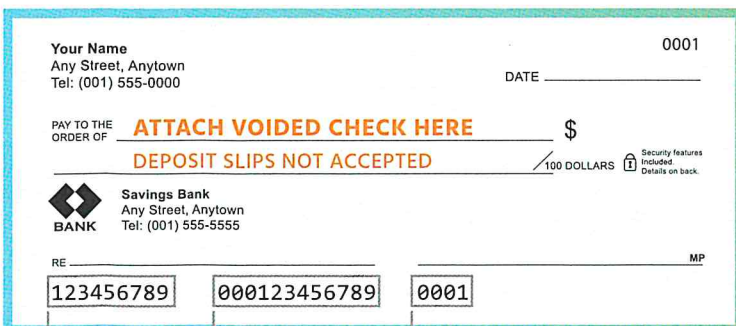 Your Name
0001
Any Street, Anytown
Tel: (001) 555-0000
DATE
PAY TO THE
ORDER OF
ATTACH VOIDED CHECK HERE
$
DEPOSIT SLIPS NOT ACCEPTED
/100 DOLLARS
Security features
Included.
Details on back.
Savings Bank
Any Street, Anytown
Tel: (001) 555-5555
BANK
RE
MP
123456789 000123456789 0001